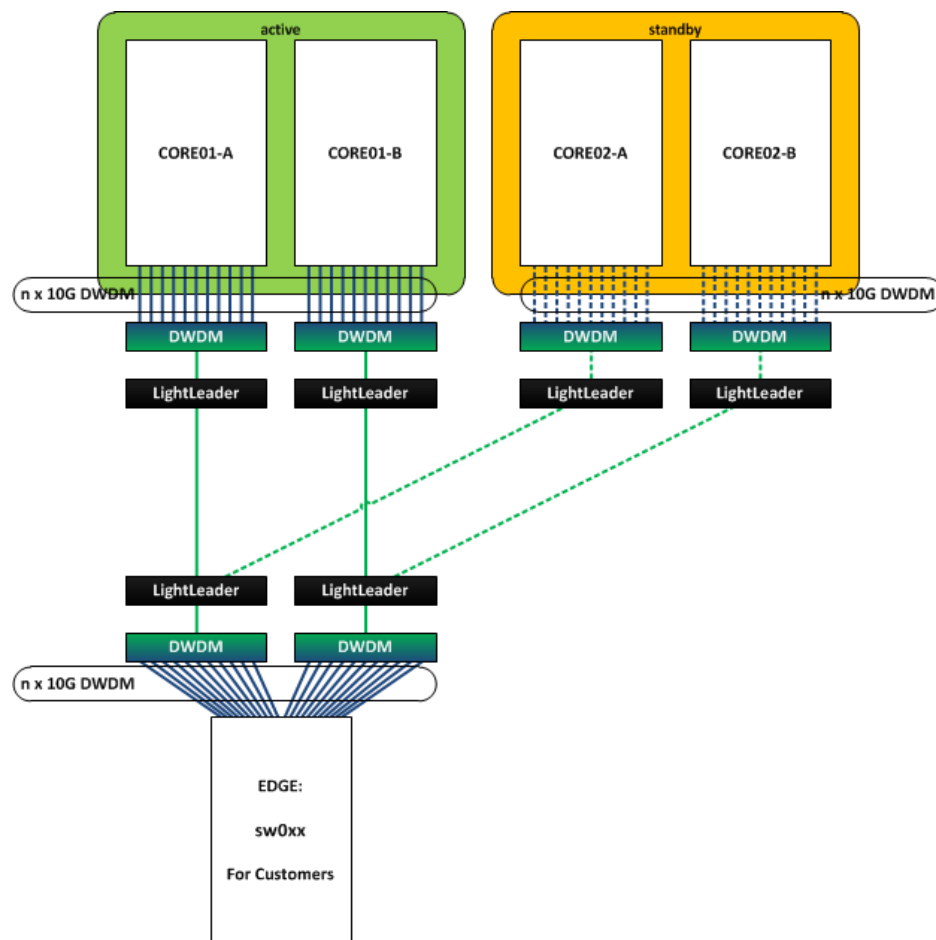 active
standby
CORE01-A
CORE01-B
CORE02-A
CORE02-B
n x 10G DWDM
n x 10G DWDM
DWDM
DWDM
DWDM
DWDM
LightLeader
LightLeader
LightLeader
LightLeader
LightLeader
LightLeader
DWDM
DWDM
n x 10G DWDM
EDGE:
sw0xx
For Customers